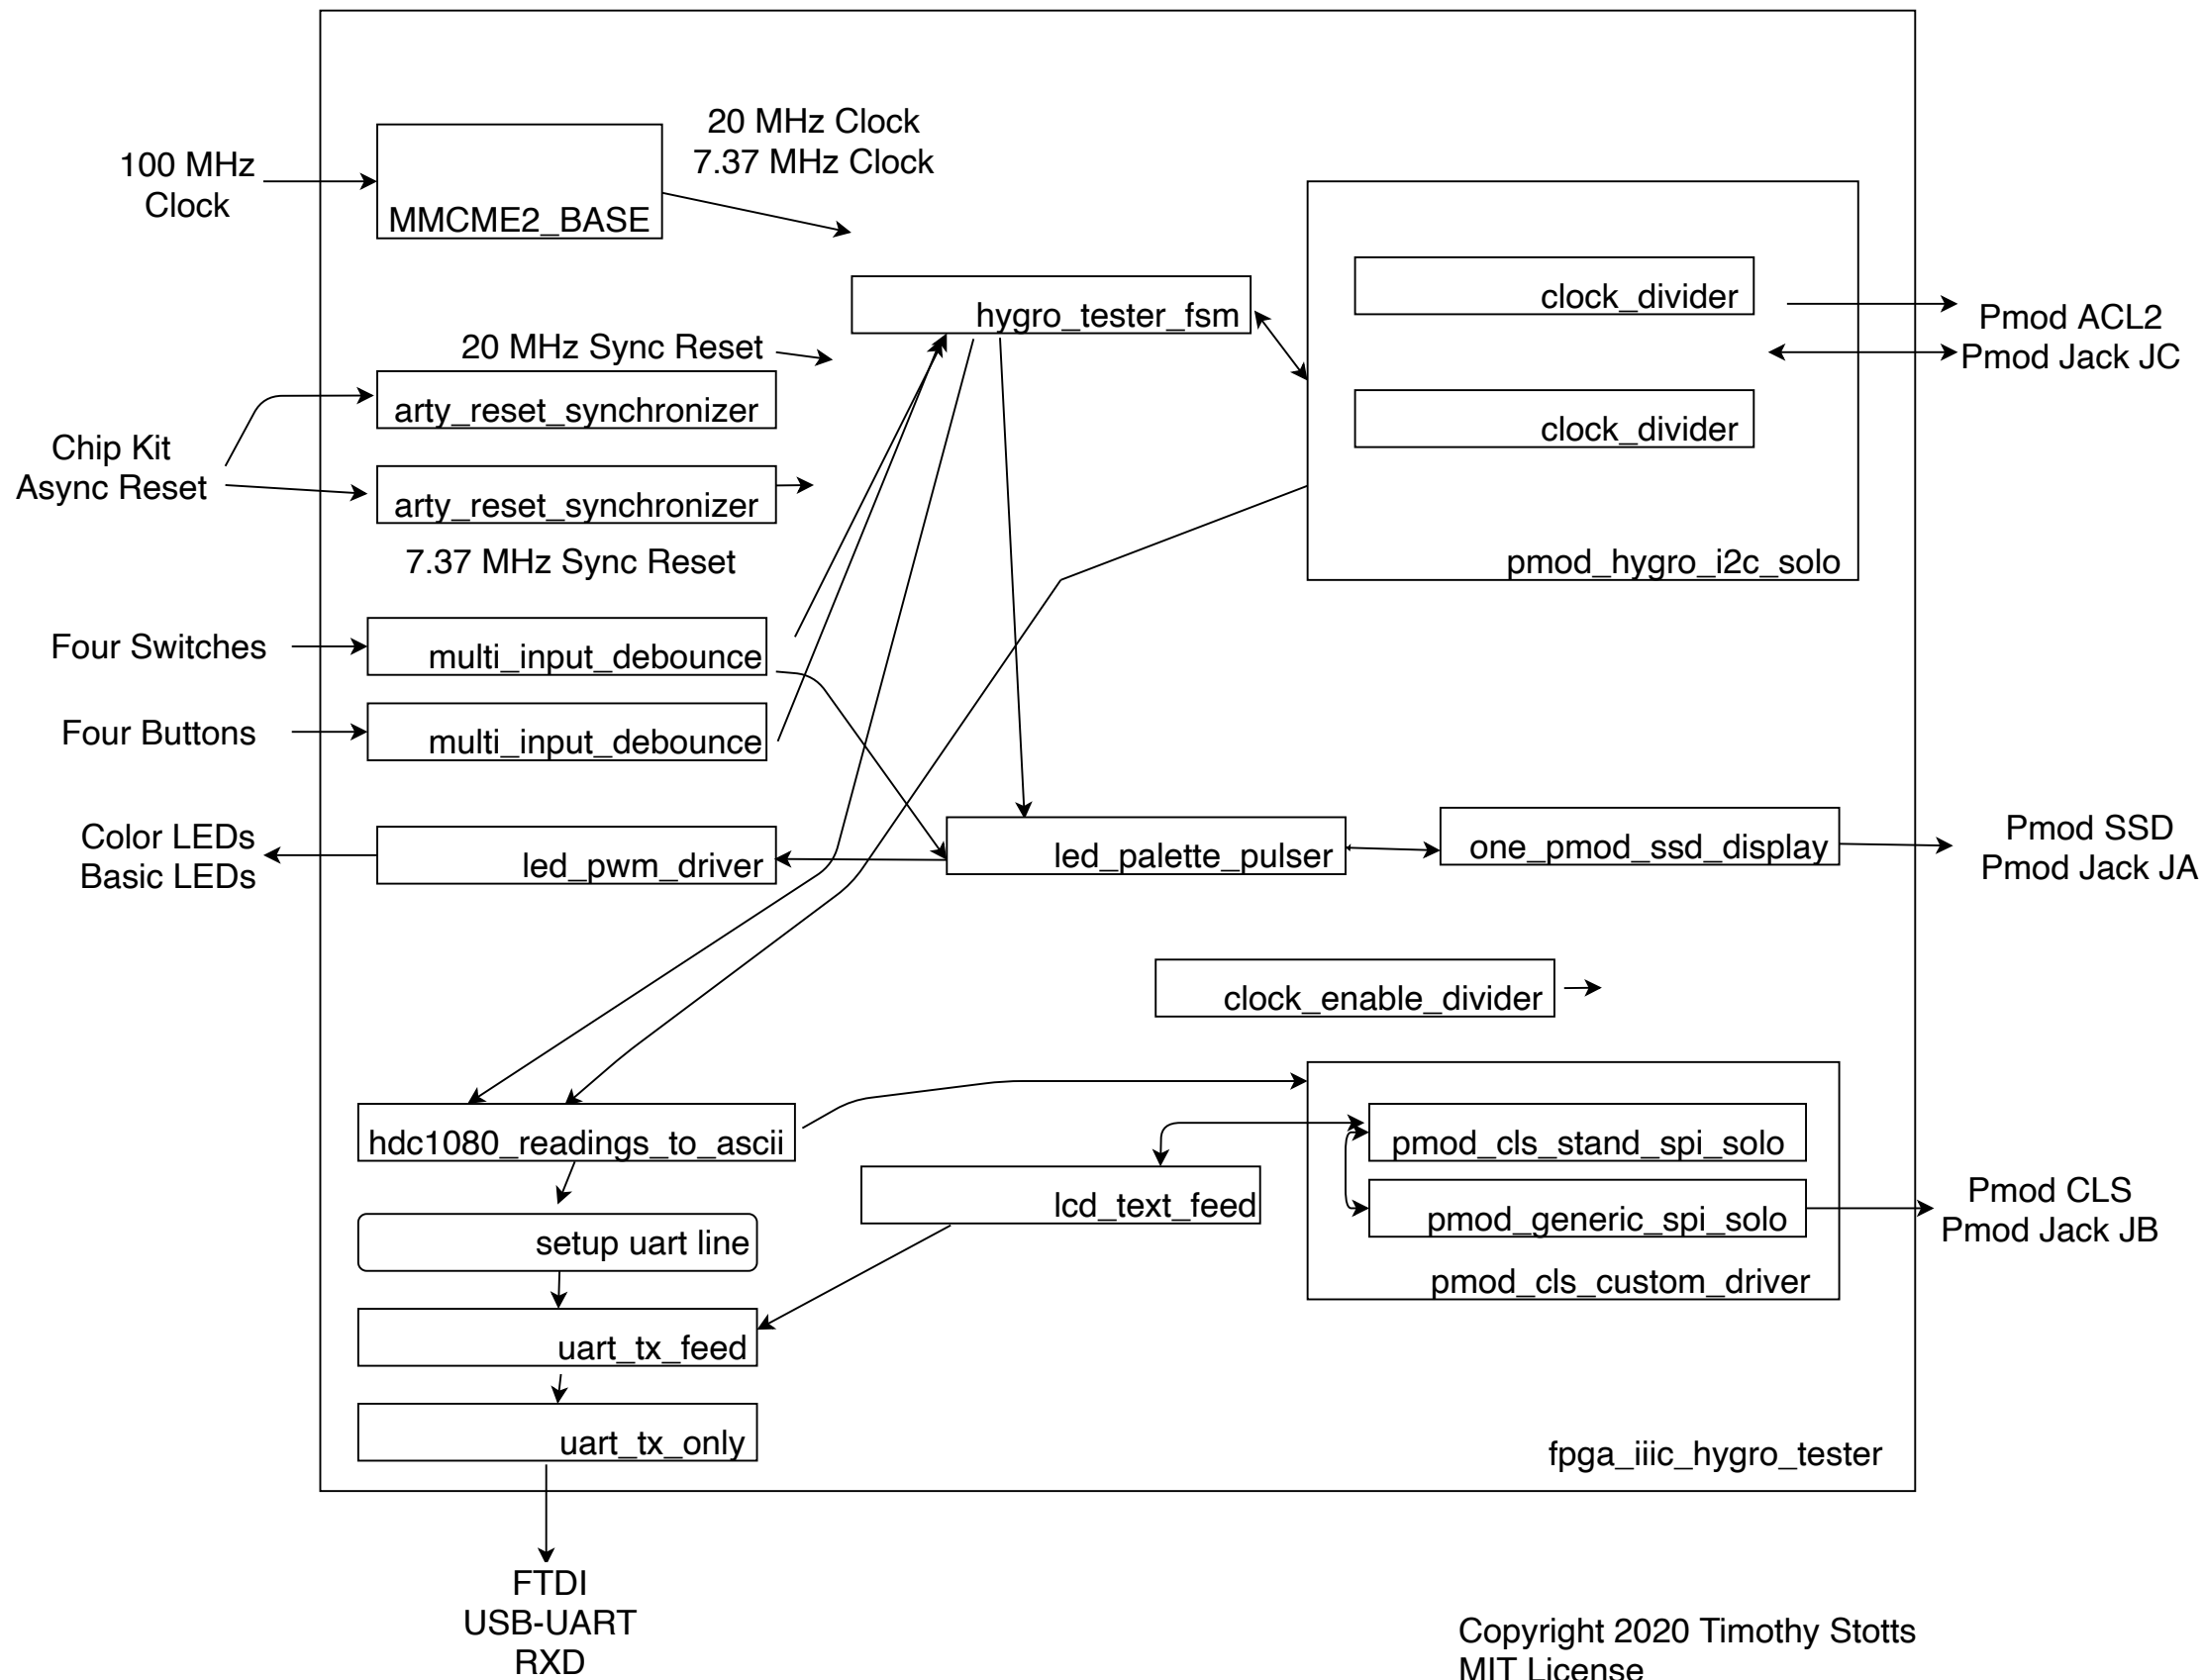 20 MHz Clock
7.37 MHz Clock
100 MHz
Clock
MMCME2_BASE
hygro_tester_fsm
clock_divider
clock_divider
pmod_hygro_i2c_solo
Pmod ACL2
Pmod Jack JC
20 MHz Sync Reset
arty_reset_synchronizer
Chip Kit
Async Reset
arty_reset_synchronizer
7.37 MHz Sync Reset
Four Switches
multi_input_debounce
Four Buttons
multi_input_debounce
Color LEDs
Basic LEDs
led_pwm_driver
led_palette_pulser
one_pmod_ssd_display
Pmod SSD
Pmod Jack JA
clock_enable_divider
hdc1080_readings_to_ascii
pmod_cls_stand_spi_solo
lcd_text_feed
pmod_generic_spi_solo
Pmod CLS
Pmod Jack JB
pmod_cls_custom_driver
setup uart line
uart_tx_feed
uart_tx_only
fpga_iiic_hygro_tester
FTDI
USB-UART
RXD
Copyright 2020 Timothy Stotts
MIT License